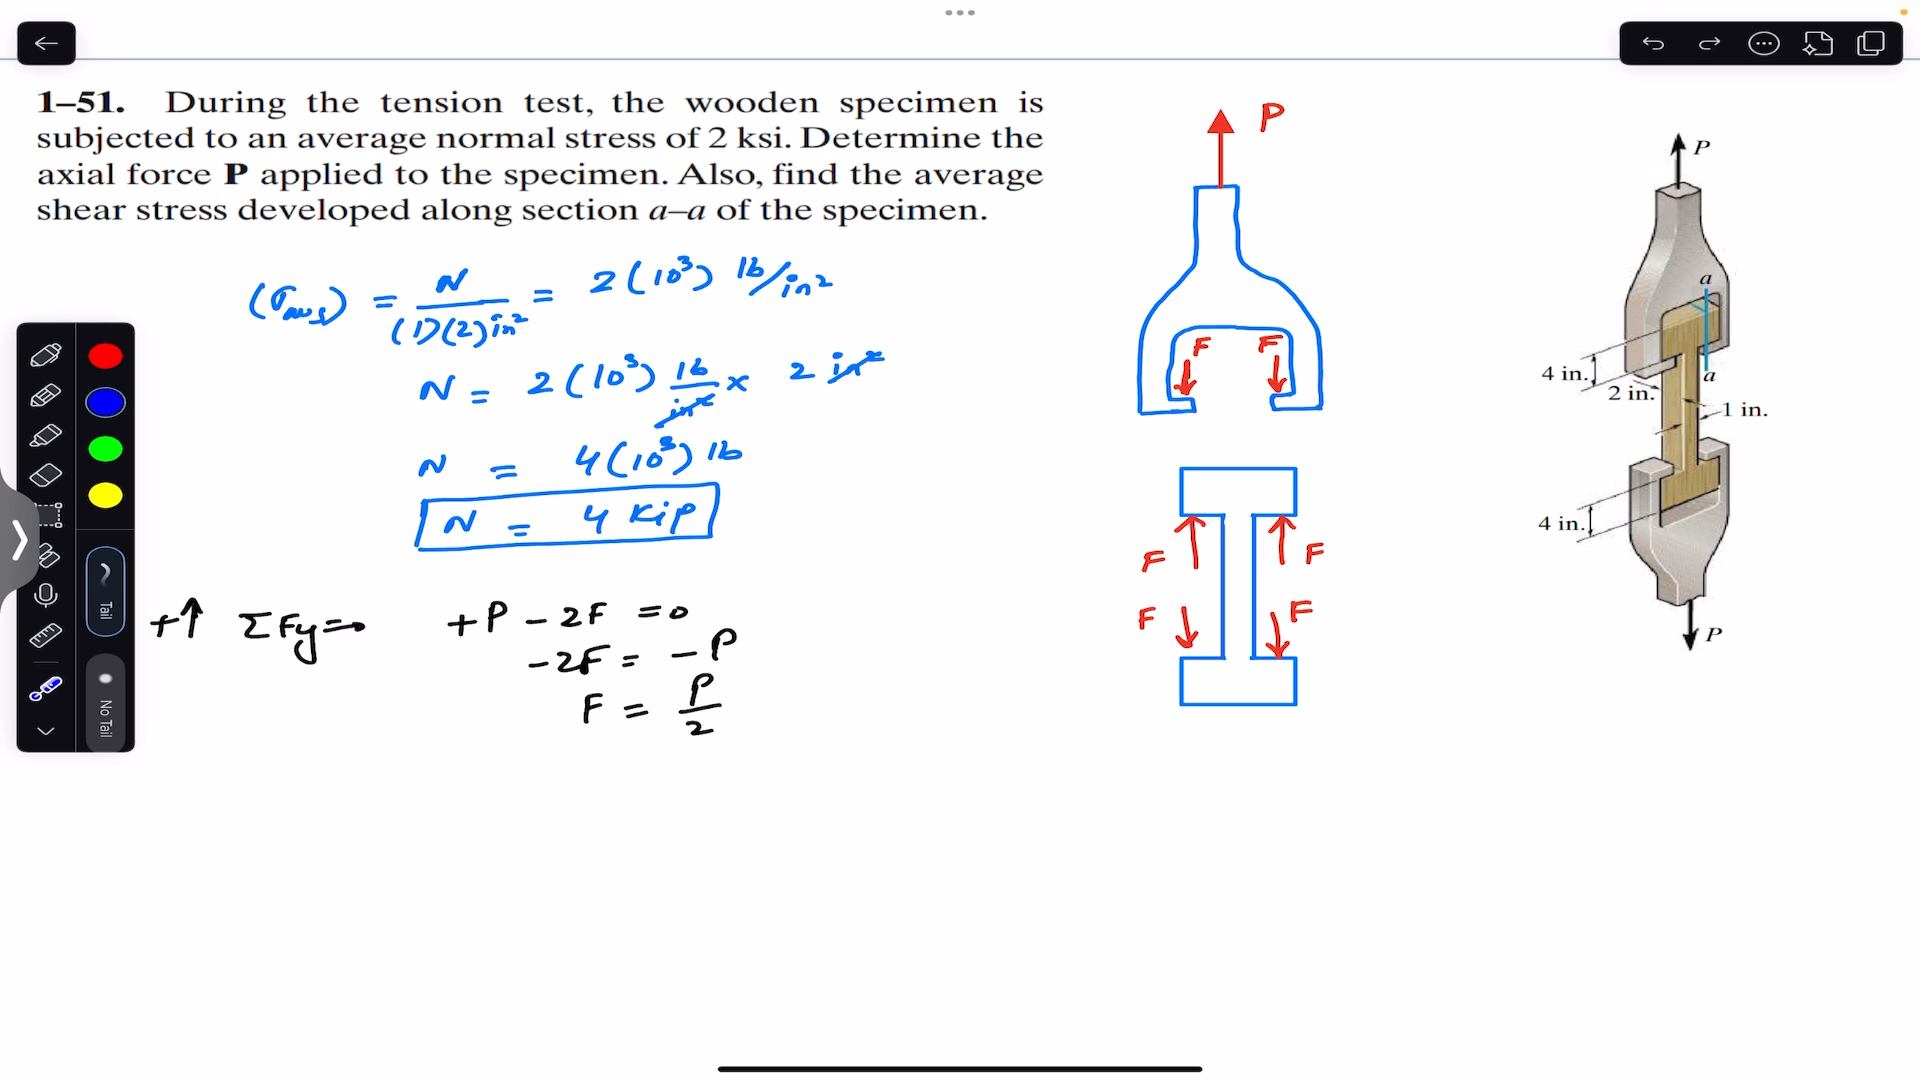 1–51. During the tension test, the wooden specimen is
subjected to an average normal stress of 2 ksi. Determine the
axial force P applied to the specimen. Also, find the average
shear stress developed along section a–a of the specimen.
(σavg) = N/(1)(2)in² = 2(10³) lb/in²
N = 2(10³) lb/in² x 2 in²
N = 4(10³) lb
N = 4 Kip
+↑ ΣFy=0 +P - 2F = 0
-2F = -P
F = P/2
P
F F
F F
F F
P
a
4 in.
a
2 in.
1 in.
4 in.
P
Tail
No Tail